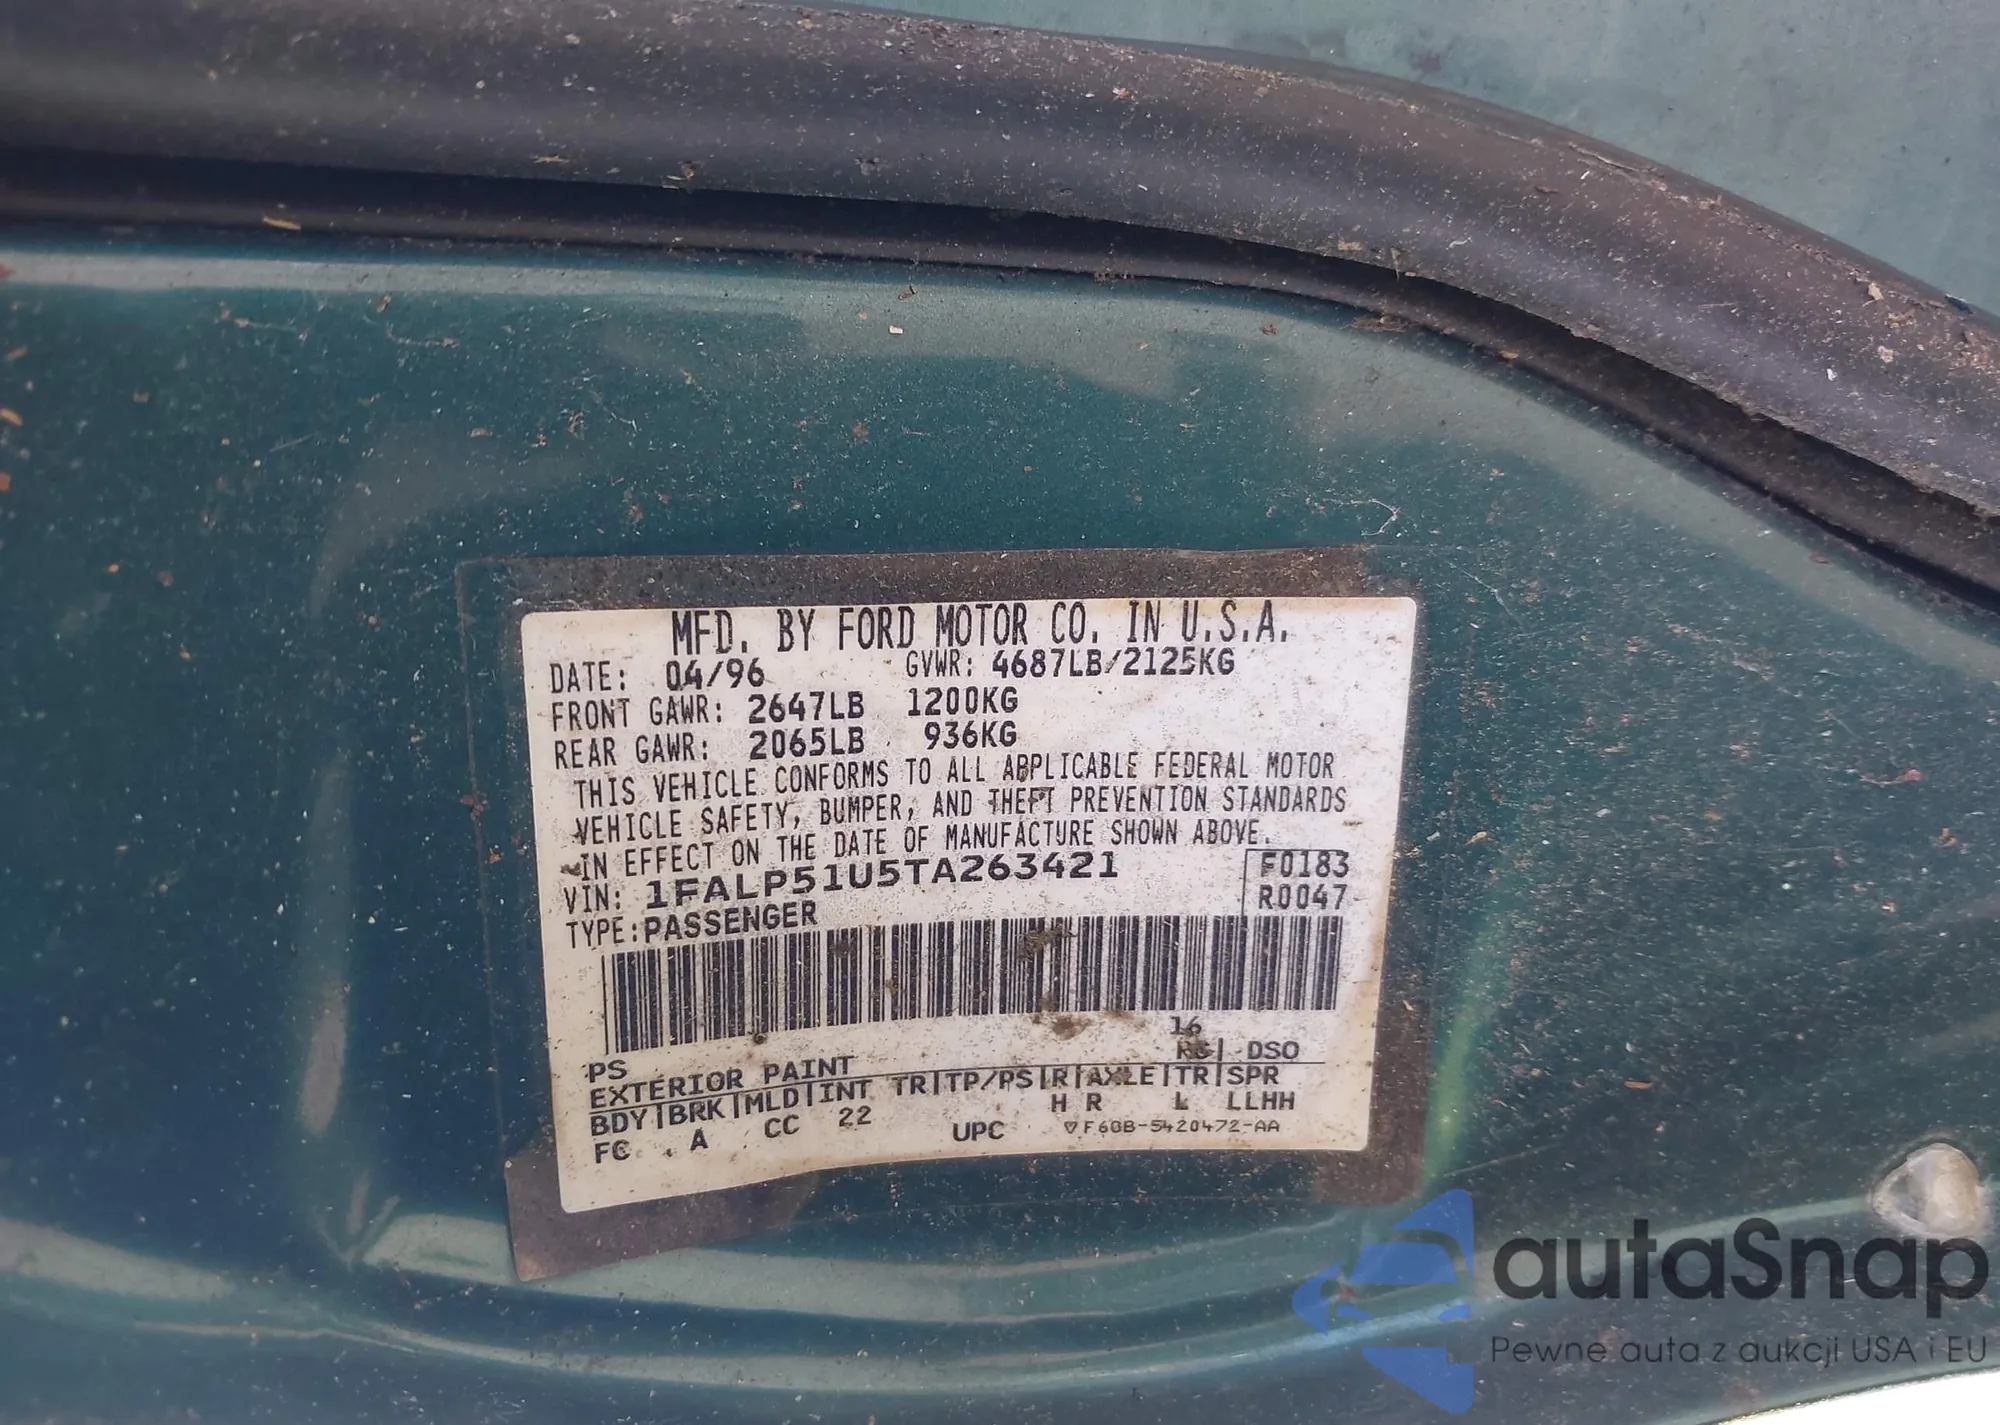 MFD. BY FORD MOTOR CO. IN U.S.A.
DATE: 04/96 GVWR: 4687LB/2125KG
FRONT GAWR: 2647LB 1200KG
REAR GAWR: 2065LB 936KG
THIS VEHICLE CONFORMS TO ALL APPLICABLE FEDERAL MOTOR
VEHICLE SAFETY, BUMPER, AND THEFT PREVENTION STANDARDS
IN EFFECT ON THE DATE OF MANUFACTURE SHOWN ABOVE.
VIN: 1FALP51U5TA263421 F0183
TYPE: PASSENGER R0047
16
PS
EXTERIOR PAINT DSO
BDY|BRK|MLD|INT TR|TP/PS|R|AXLE|TR|SPR
FC A CC 22 H R L LLHH
UPC F6DB-5420472-AA
autaSnap
Pewne auta z aukcji USA i EU